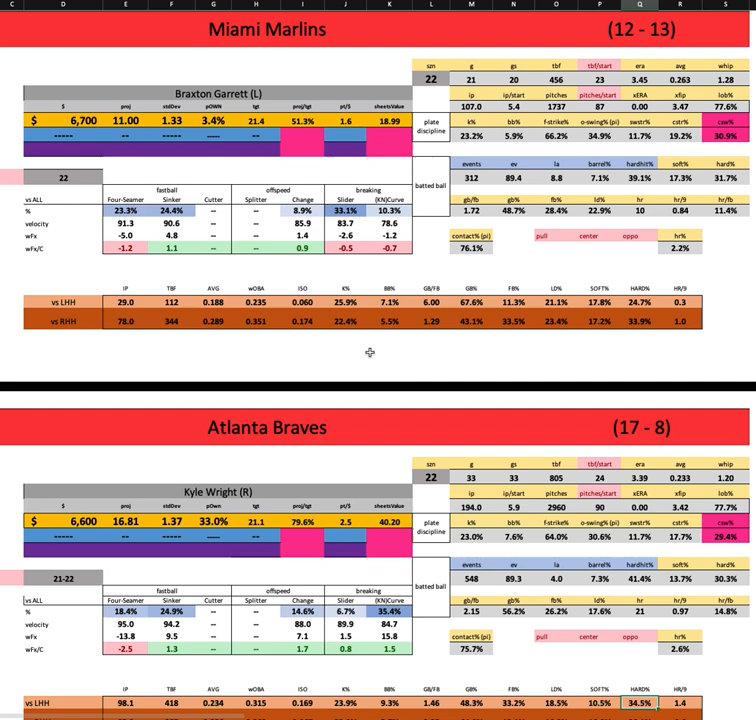 C D E F G H I J K L M N O P Q R S
Miami Marlins (12 - 13)
szn g gs tbf tbf/start era avg whip
22 21 20 456 23 3.45 0.263 1.28
Braxton Garrett (L) ip ip/start pitches pitches/start xERA xfip lob%
$ proj stdDev pOWN tgt proj/tgt pt/$ sheetsValue 107.0 5.4 1737 87 0.00 3.47 77.6%
$ 6,700 11.00 1.33 3.4% 21.4 51.3% 1.6 18.99 plate discipline k% bb% f-strike% o-swing% (pi) swstr% cstr% csw%
----- -- ----- ---- -- 23.2% 5.9% 66.2% 34.9% 11.7% 19.2% 30.9%
events ev la barrel% hardhit% soft% hard%
22 batted ball 312 89.4 8.8 7.1% 39.1% 17.3% 31.7%
fastball offspeed breaking
vs ALL Four-Seamer Sinker Cutter Splitter Change Slider (KN)Curve gb/fb gb% fb% ld% hr hr/9 hr/fb
% 23.3% 24.4% -- -- 8.9% 33.1% 10.3% 1.72 48.7% 28.4% 22.9% 10 0.84 11.4%
velocity 91.3 90.6 -- -- 85.9 83.7 78.6
wFx -5.0 4.8 -- -- 1.4 -2.6 -1.2 contact% (pi) pull center oppo hr%
wFx/C -1.2 1.1 -- -- 0.9 -0.5 -0.7 76.1% 2.2%
IP TBF AVG wOBA ISO K% BB% GB/FB GB% FB% LD% SOFT% HARD% HR/9
vs LHH 29.0 112 0.188 0.235 0.060 25.9% 7.1% 6.00 67.6% 11.3% 21.1% 17.8% 24.7% 0.3
vs RHH 78.0 344 0.289 0.351 0.174 22.4% 5.5% 1.29 43.1% 33.5% 23.4% 17.2% 33.9% 1.0
Atlanta Braves (17 - 8)
szn g gs tbf tbf/start era avg whip
22 33 33 805 24 3.39 0.233 1.20
Kyle Wright (R) ip ip/start pitches pitches/start xERA xfip lob%
$ proj stdDev pOwn tgt proj/tgt pt/$ sheetsValue 194.0 5.9 2960 90 0.00 3.42 77.7%
$ 6,600 16.81 1.37 33.0% 21.1 79.6% 2.5 40.20 plate discipline k% bb% f-strike% o-swing% (pi) swstr% cstr% csw%
----- -- ----- ---- -- 23.0% 7.6% 64.0% 30.6% 11.7% 17.7% 29.4%
events ev la barrel% hardhit% soft% hard%
21-22 batted ball 548 89.3 4.0 7.3% 41.4% 13.7% 30.3%
fastball offspeed breaking
vs ALL Four-Seamer Sinker Cutter Splitter Change Slider (KN)Curve gb/fb gb% fb% ld% hr hr/9 hr/fb
% 18.4% 24.9% -- -- 14.6% 6.7% 35.4% 2.15 56.2% 26.2% 17.6% 21 0.97 14.8%
velocity 95.0 94.2 -- -- 88.0 89.9 84.7
wFx -13.8 9.5 -- -- 7.1 1.5 15.8 contact% (pi) pull center oppo hr%
wFx/C -2.5 1.3 -- -- 1.7 0.8 1.5 75.7% 2.6%
IP TBF AVG wOBA ISO K% BB% GB/FB GB% FB% LD% SOFT% HARD% HR/9
vs LHH 98.1 418 0.234 0.315 0.169 23.9% 9.3% 1.46 48.3% 33.2% 18.5% 10.5% 34.5% 1.4